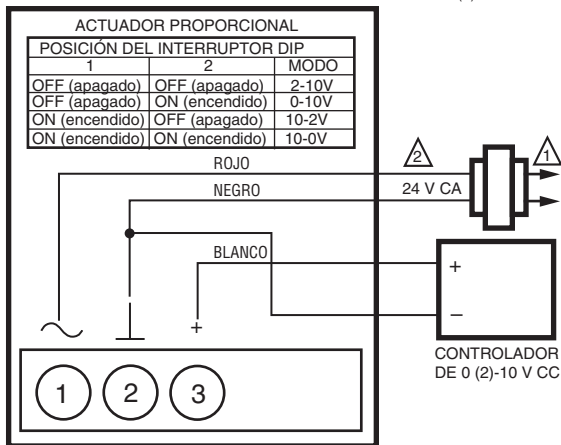 ACTUADOR PROPORCIONAL
POSICIÓN DEL INTERRUPTOR DIP
1 2 MODO
OFF (apagado) OFF (apagado) 2-10V
OFF (apagado) ON (encendido) 0-10V
ON (encendido) OFF (apagado) 10-2V
ON (encendido) ON (encendido) 10-0V
ROJO
2
1
NEGRO
24 V CA
BLANCO
+
–
+
CONTROLADOR
DE 0 (2)-10 V CC
1 2 3